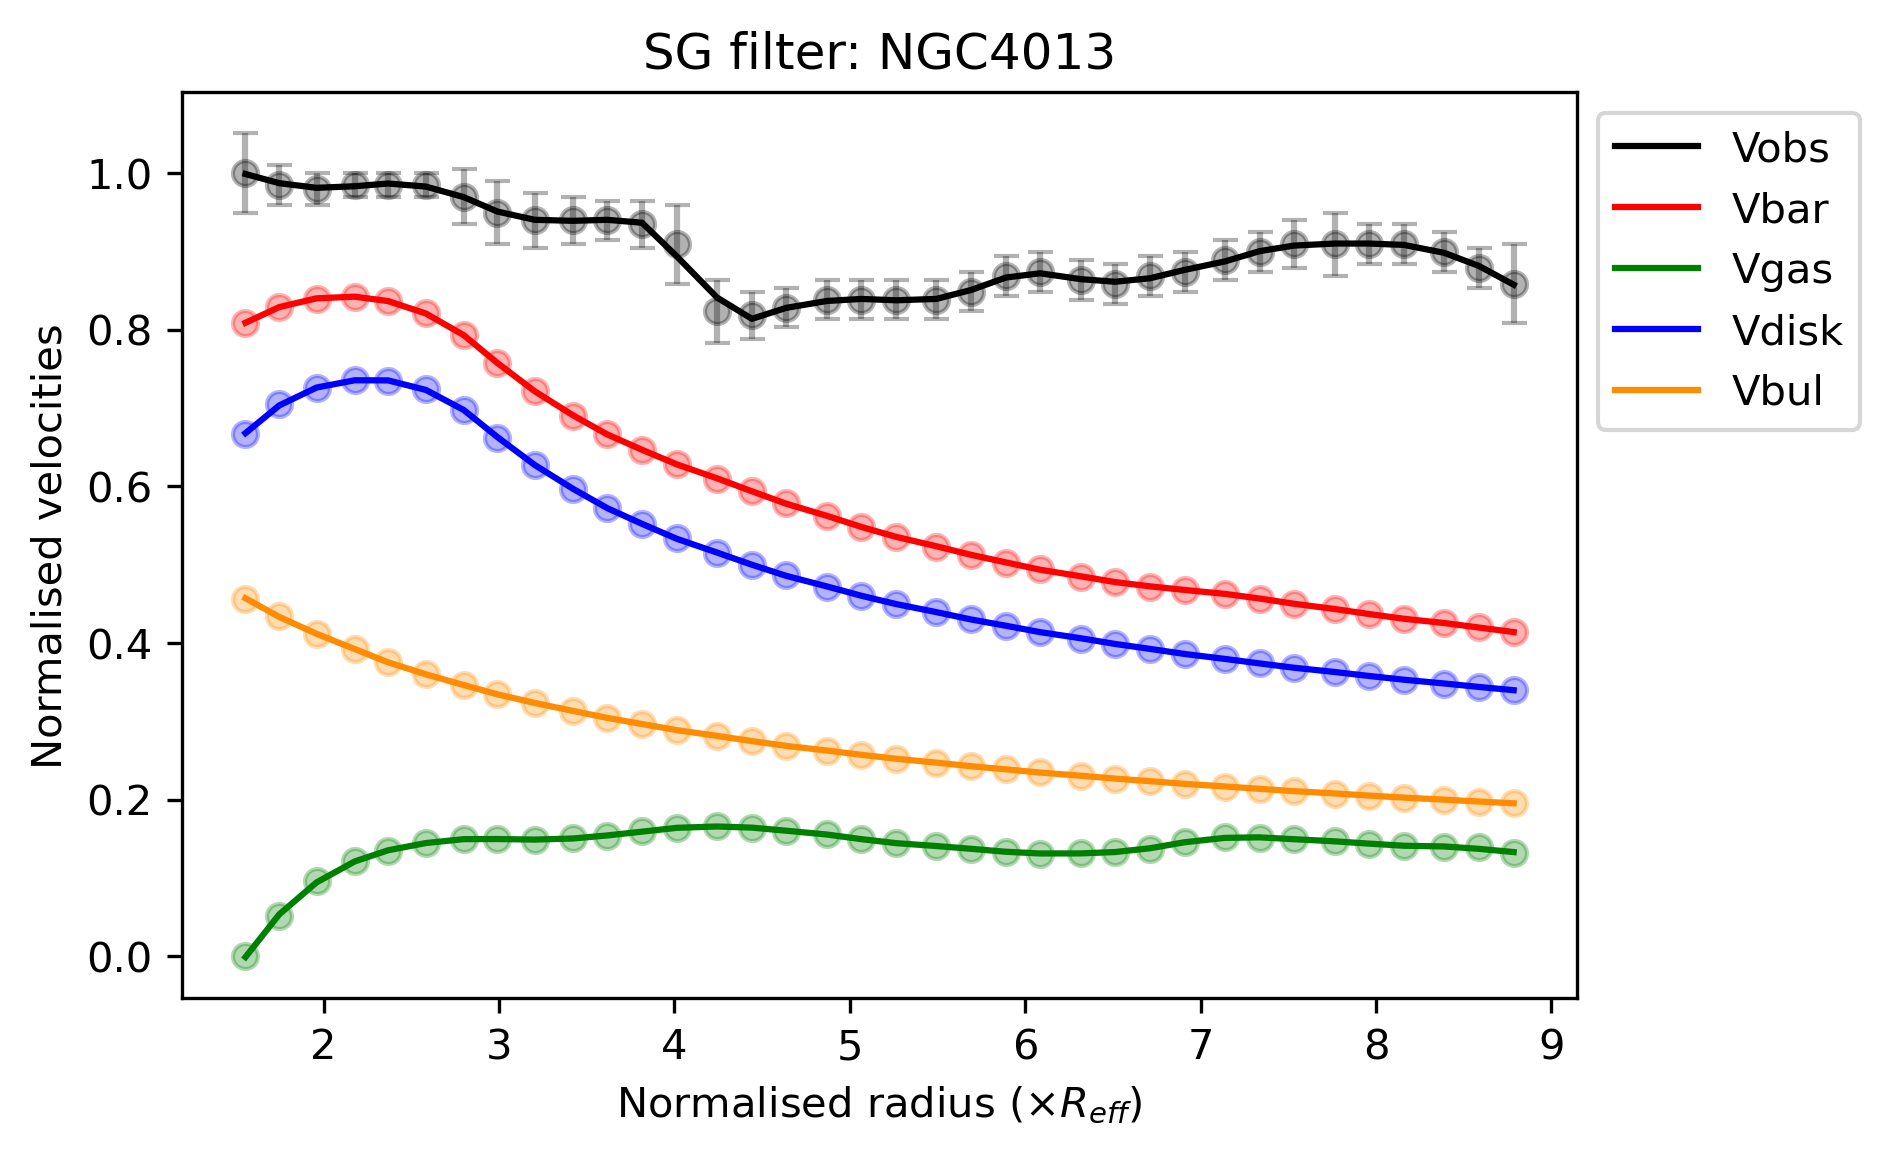 SG filter: NGC4013
Normalised velocities
1.0
0.8
0.6
0.4
0.2
0.0
2 3 4 5 6 7 8 9
Normalised radius (×R_eff)
Vobs
Vbar
Vgas
Vdisk
Vbul